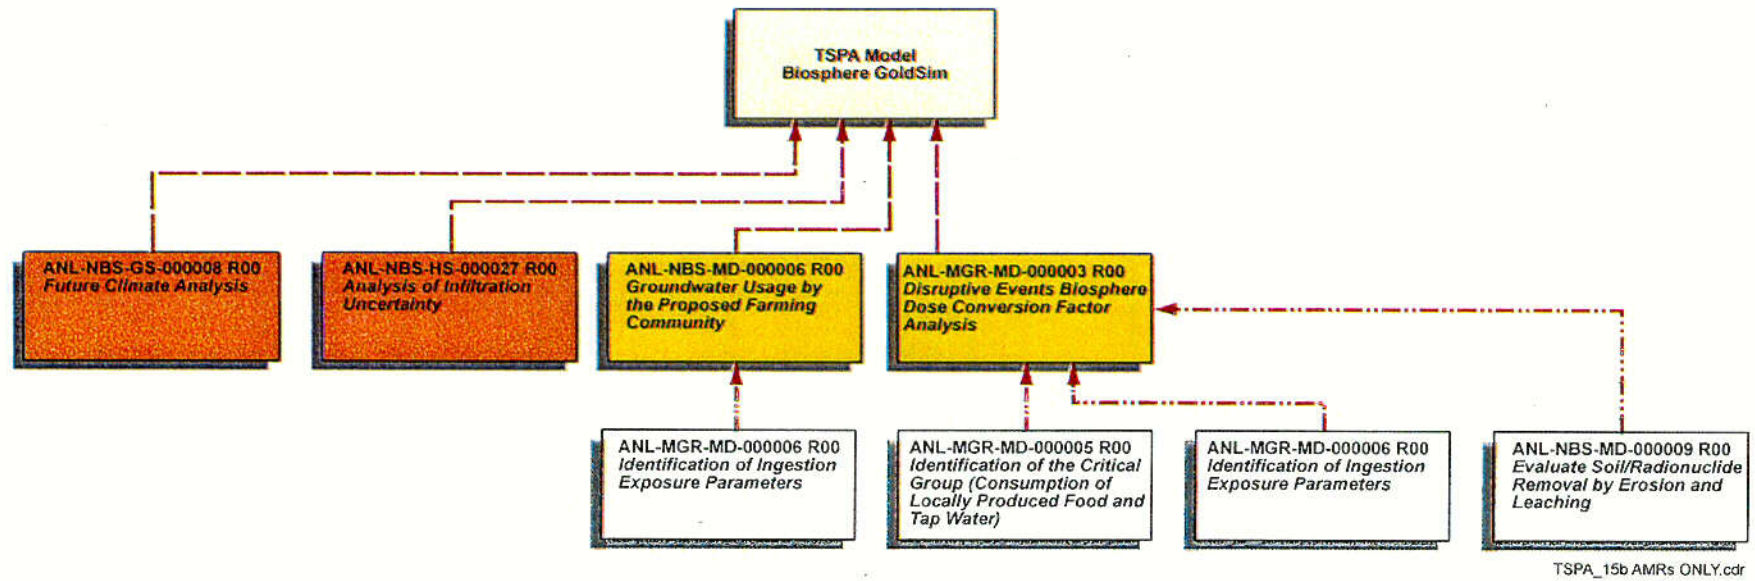 TSPA Model
Biosphere GoldSim
ANL-NBS-GS-000008 R00
Future Climate Analysis
ANL-NBS-HS-000027 R00
Analysis of Infiltration
Uncertainty
ANL-NBS-MD-000006 R00
Groundwater Usage by
the Proposed Farming
Community
ANL-MGR-MD-000003 R00
Disruptive Events Biosphere
Dose Conversion Factor
Analysis
ANL-MGR-MD-000006 R00
Identification of Ingestion
Exposure Parameters
ANL-MGR-MD-000005 R00
Identification of the Critical
Group (Consumption of
Locally Produced Food and
Tap Water)
ANL-MGR-MD-000006 R00
Identification of Ingestion
Exposure Parameters
ANL-NBS-MD-000009 R00
Evaluate Soil/Radionuclide
Removal by Erosion and
Leaching
TSPA_15b AMRs ONLY.cdr